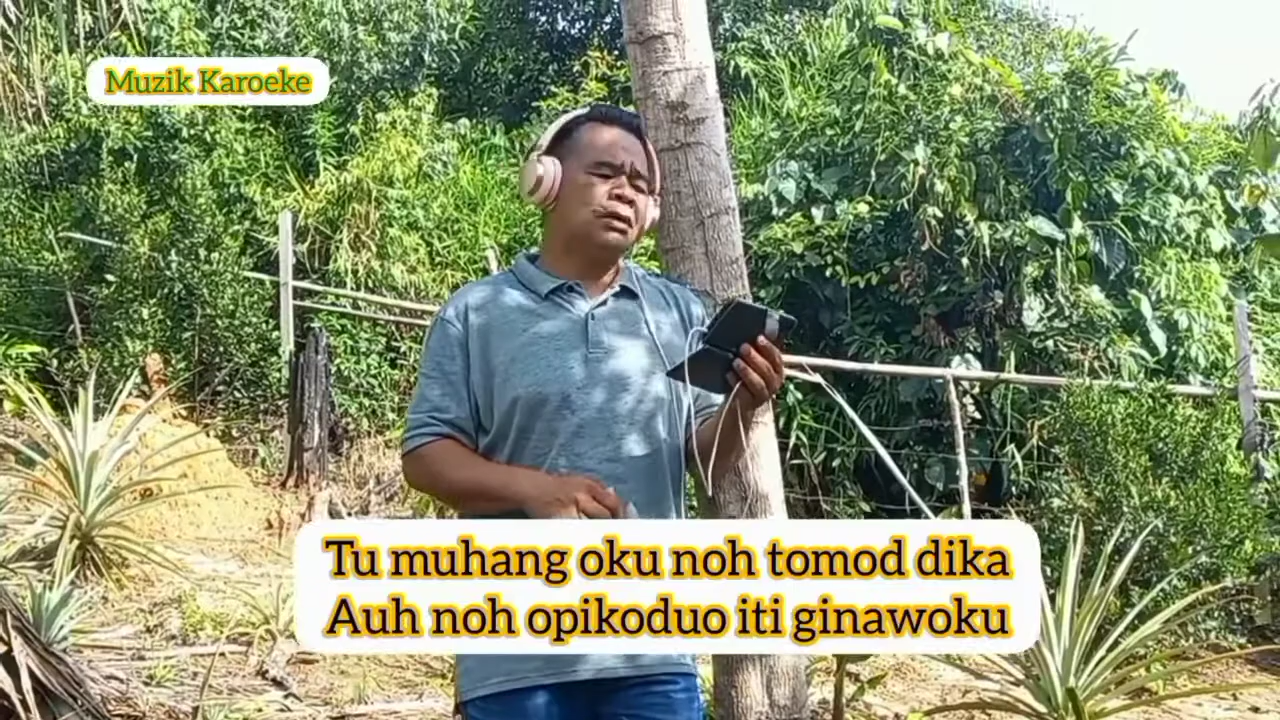 Muzik Karoeke
Tu muhang oku noh tomod dika
Auh noh opikoduo iti ginawoku